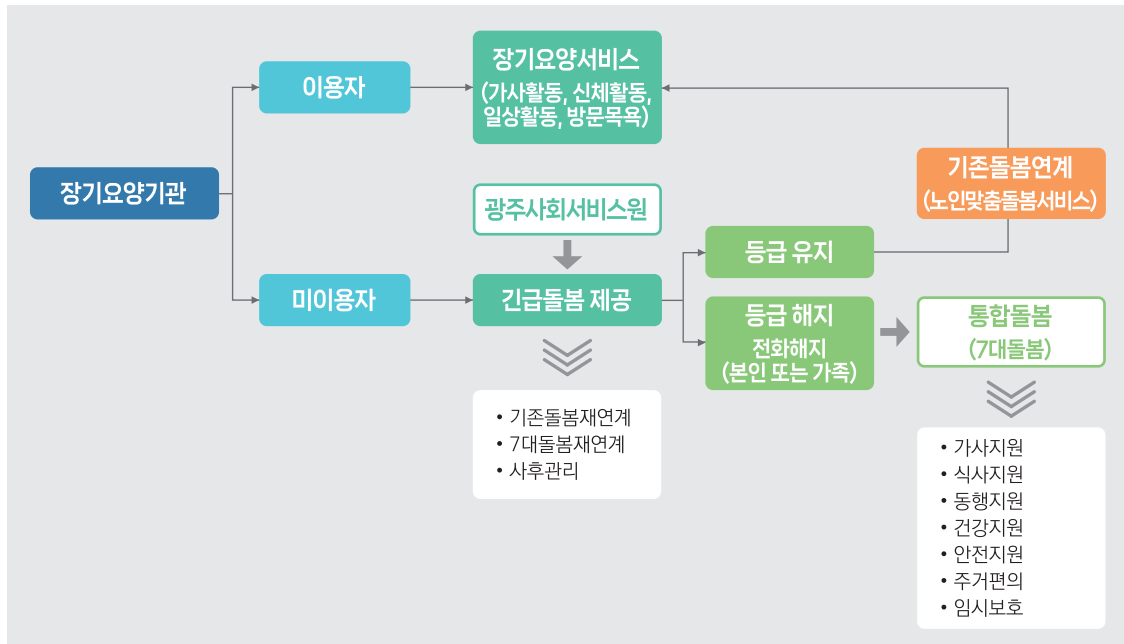 장기요양기관
이용자
미이용자
장기요양서비스
(가사활동, 신체활동,
일상활동, 방문목욕)
광주사회서비스원
긴급돌봄 제공
• 기존돌봄재연계
• 7대돌봄재연계
• 사후관리
등급 유지
등급 해지
전화해지
(본인 또는 가족)
기존돌봄연계
(노인맞춤돌봄서비스)
통합돌봄
(7대돌봄)
• 가사지원
• 식사지원
• 동행지원
• 건강지원
• 안전지원
• 주거편의
• 임시보호